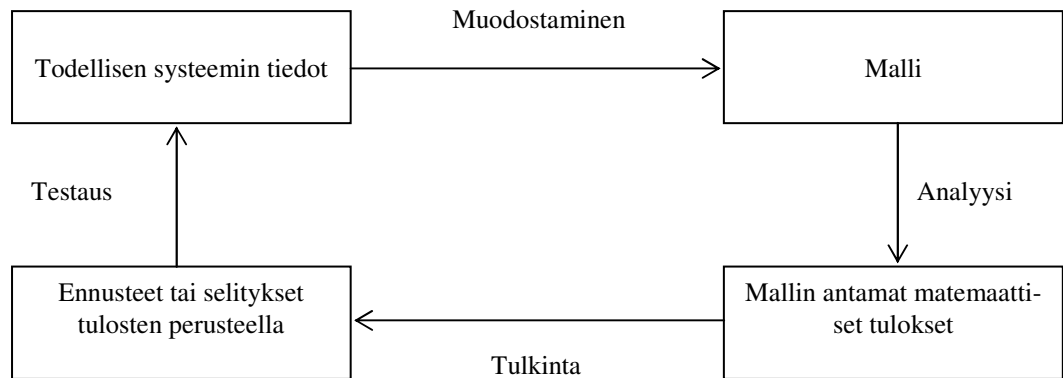 Muodostaminen
Todellisen systeemin tiedot
Malli
Testaus
Analyysi
Ennusteet tai selitykset
tulosten perusteella
Mallin antamat matemaatti-
set tulokset
Tulkinta